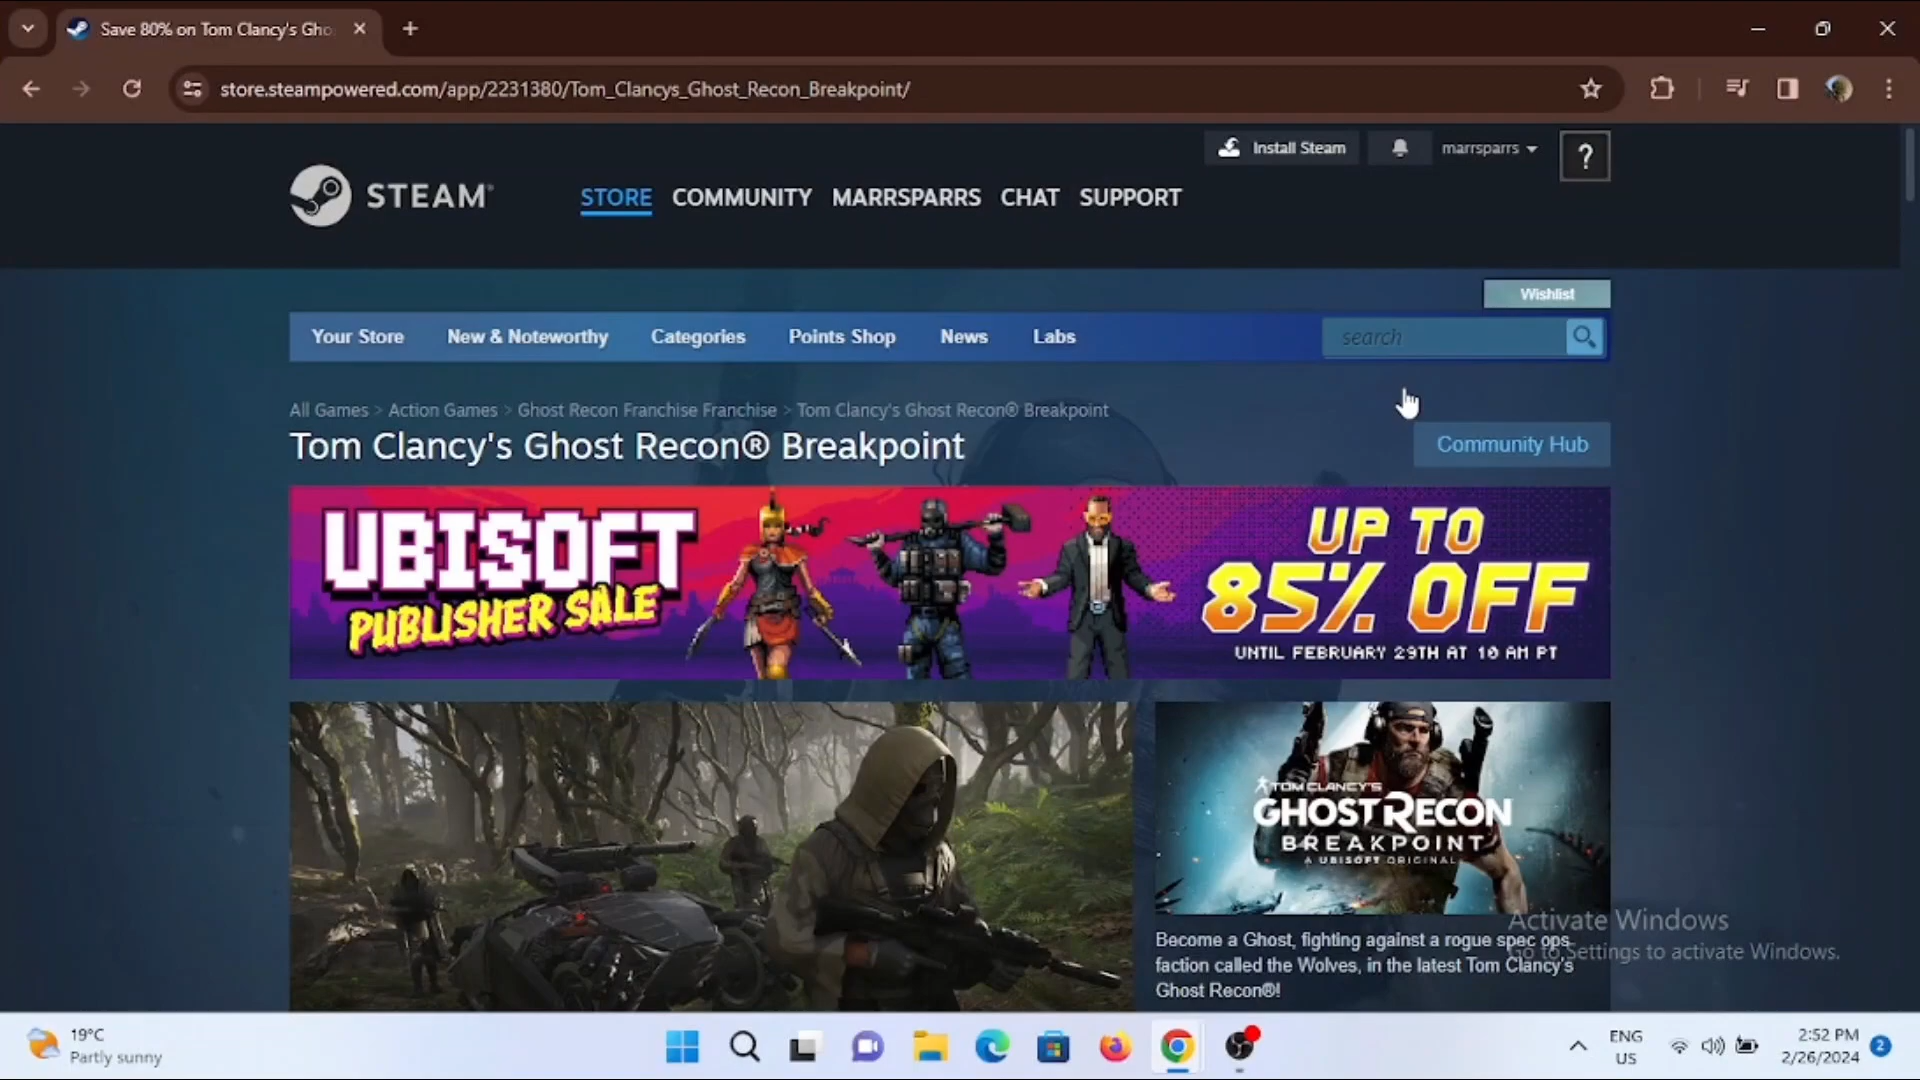 Save 80% on Tom Clancy's Gho
store.steampowered.com/app/2231380/Tom_Clancys_Ghost_Recon_Breakpoint/
Install Steam
marrsparrs
?
STEAM®
STORE COMMUNITY MARRSPARRS CHAT SUPPORT
Wishlist
Your Store New & Noteworthy Categories Points Shop News Labs
search
All Games > Action Games > Ghost Recon Franchise Franchise > Tom Clancy's Ghost Recon® Breakpoint
Tom Clancy's Ghost Recon® Breakpoint
Community Hub
UBISOFT
PUBLISHER SALE
UP TO
85% OFF
UNTIL FEBRUARY 29TH AT 10 AM PT
TOM CLANCY'S
GHOST RECON
BREAKPOINT
A UBISOFT ORIGINAL
Become a Ghost, fighting against a rogue spec ops
faction called the Wolves, in the latest Tom Clancy's
Ghost Recon®!
Activate Windows
Go to Settings to activate Windows.
19°C
Partly sunny
ENG
US
2:52 PM
2/26/2024
2